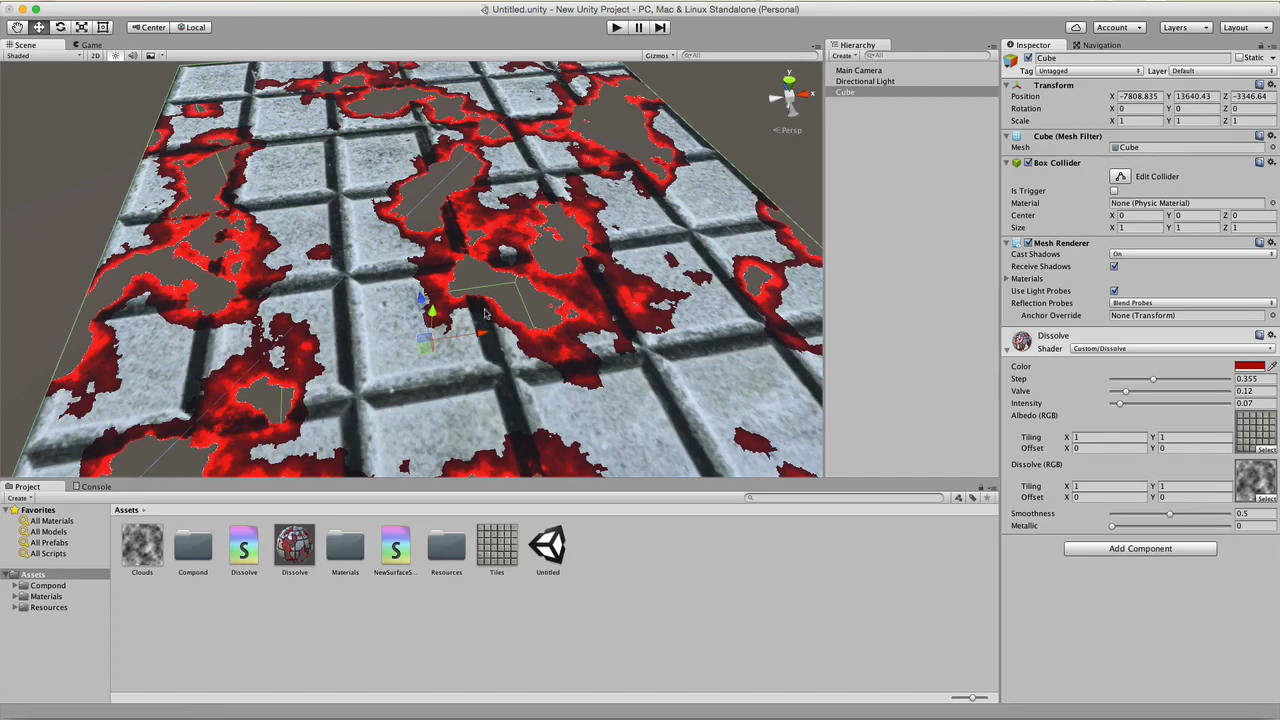 Untitled.unity - New Unity Project - PC, Mac & Linux Standalone (Personal)
Center
Local
Account
Layers
Layout
Scene
Game
Shaded
2D
Gizmos
All
y
x
Persp
Hierarchy
Create
All
Main Camera
Directional Light
Cube
Inspector
Navigation
Cube
Static
Tag
Untagged
Layer
Default
Transform
Position
X
-7808.835
Y
13640.43
Z
-3346.64
Rotation
X
0
Y
0
Z
0
Scale
X
1
Y
1
Z
1
Cube (Mesh Filter)
Mesh
Cube
Box Collider
Edit Collider
Is Trigger
Material
None (Physic Material)
Center
X
0
Y
0
Z
0
Size
X
1
Y
1
Z
1
Mesh Renderer
Cast Shadows
On
Receive Shadows
Materials
Use Light Probes
Reflection Probes
Blend Probes
Anchor Override
None (Transform)
Dissolve
Shader
Custom/Dissolve
Color
Step
0.355
Valve
0.12
Intensity
0.07
Albedo (RGB)
Tiling
X
1
Y
1
Offset
X
0
Y
0
Select
Dissolve (RGB)
Tiling
X
1
Y
1
Offset
X
0
Y
0
Select
Smoothness
0.5
Metallic
0
Add Component
Project
Console
Create
Favorites
All Materials
All Models
All Prefabs
All Scripts
Assets
Compond
Materials
Resources
Assets
Clouds
Compond
Dissolve
Dissolve
Materials
NewSurfaceS...
Resources
Tiles
Untitled
S
S